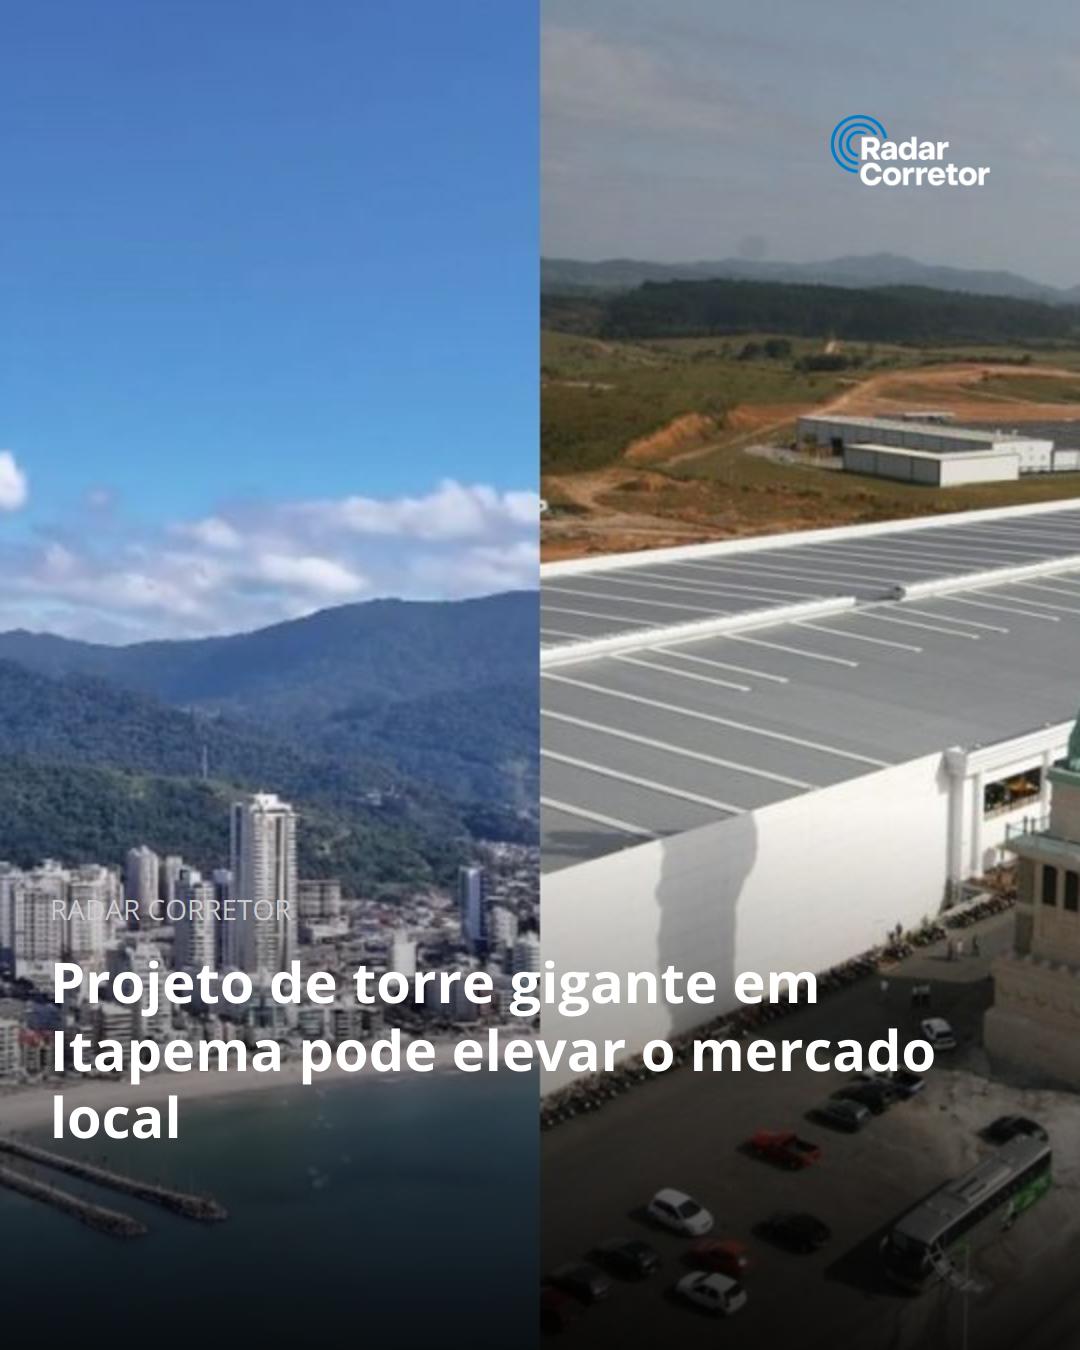 Radar
Corretor
RADAR CORRETOR
Projeto de torre gigante em
Itapema pode elevar o mercado
local